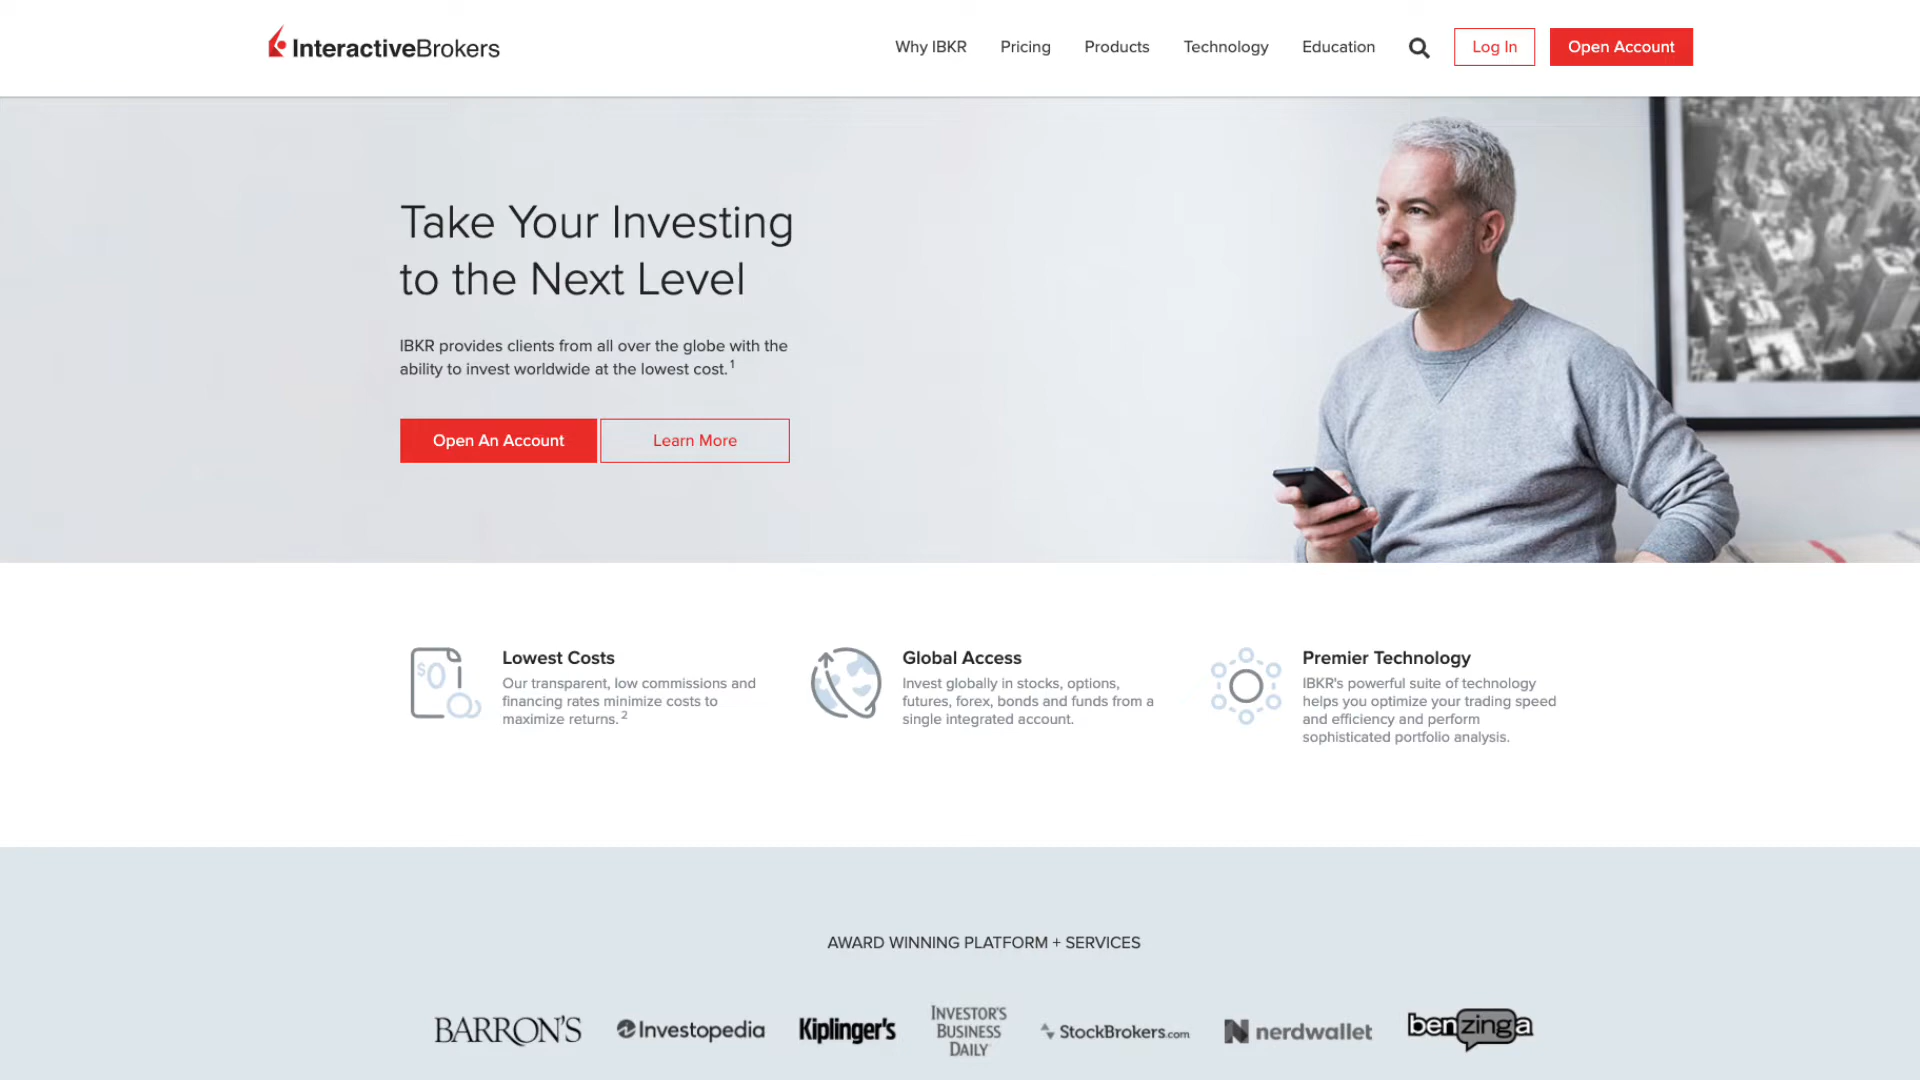 InteractiveBrokers
Why IBKR
Pricing
Products
Technology
Education
Log In
Open Account
Take Your Investing
to the Next Level
IBKR provides clients from all over the globe with the
ability to invest worldwide at the lowest cost. 1
Open An Account
Learn More
$0
Lowest Costs
Our transparent, low commissions and
financing rates minimize costs to
maximize returns. 2
Global Access
Invest globally in stocks, options,
futures, forex, bonds and funds from a
single integrated account.
Premier Technology
IBKR's powerful suite of technology
helps you optimize your trading speed
and efficiency and perform
sophisticated portfolio analysis.
AWARD WINNING PLATFORM + SERVICES
BARRON'S
Investopedia
Kiplinger's
INVESTOR'S
BUSINESS
DAILY
StockBrokers.com
nerdwallet
benzinga